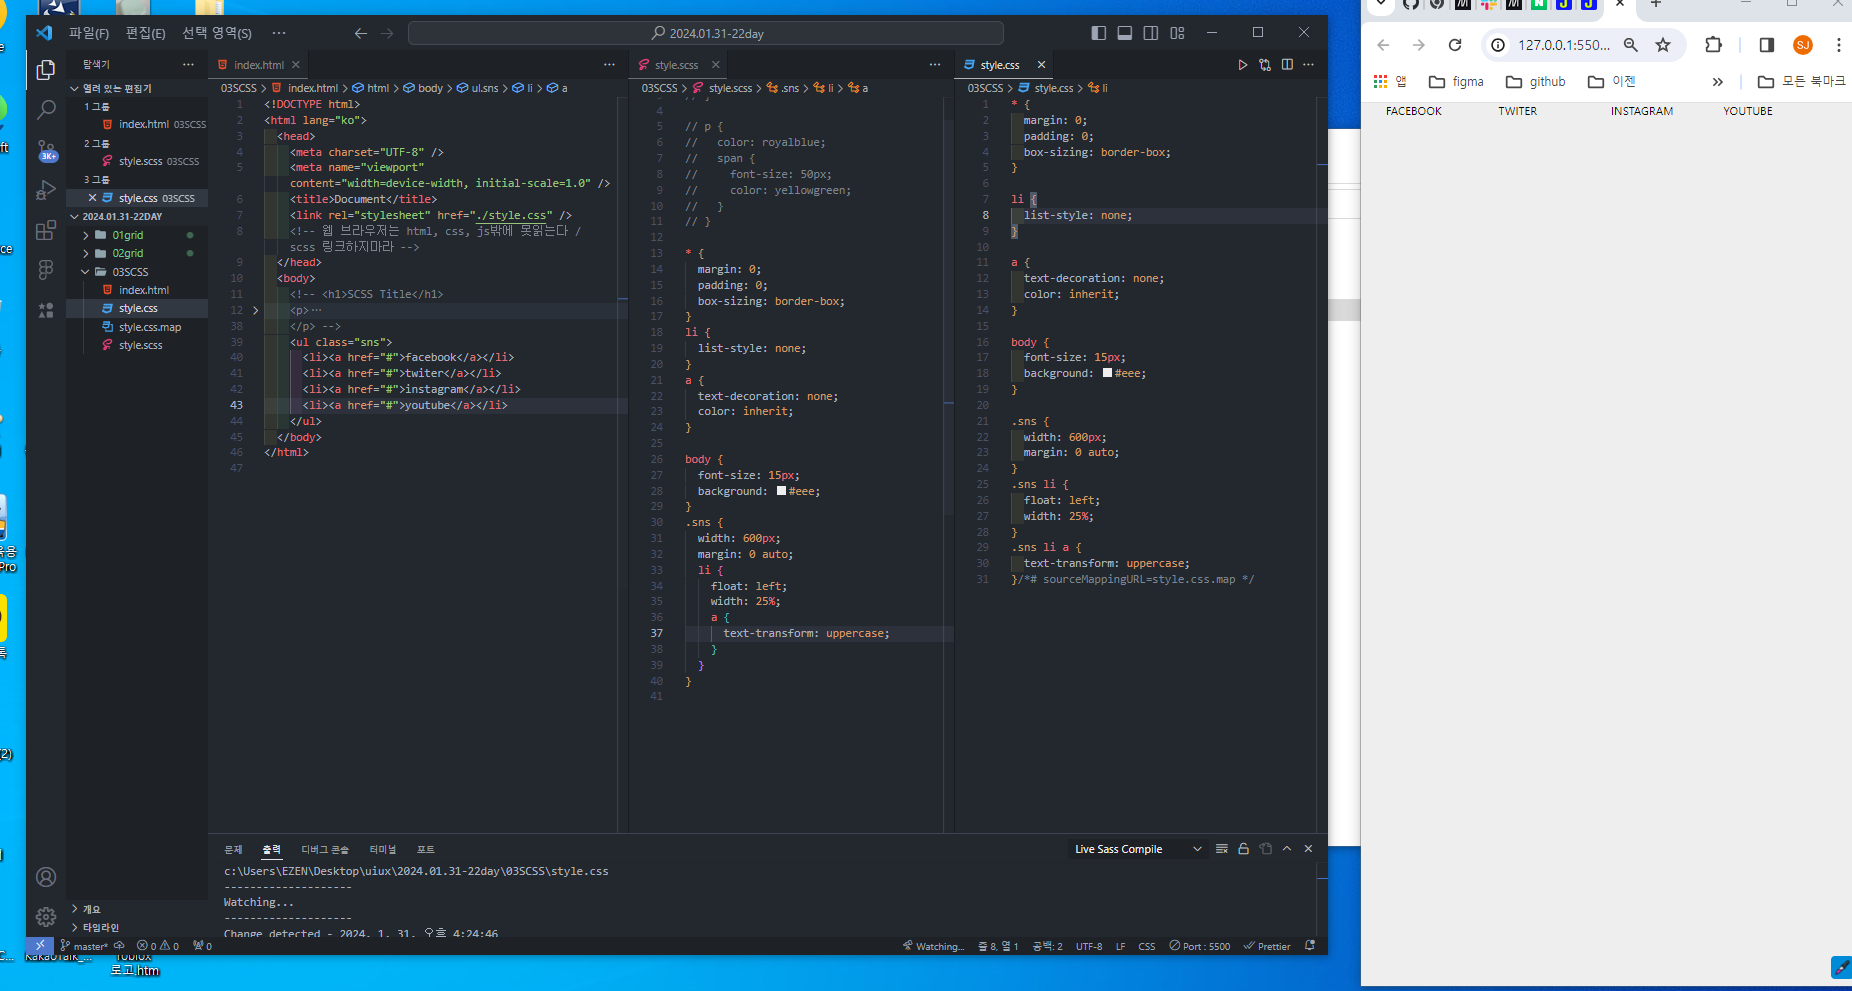 파일(F) 편집(E) 선택 영역(S) ··· 2024.01.31-22day
탐색기 ···
열려 있는 편집기
1 그룹
index.html 03SCSS
2 그룹
style.scss 03SCSS
3 그룹
style.css 03SCSS
2024.01.31-22DAY
01grid
02grid
03SCSS
index.html
style.css
style.css.map
style.scss
개요
타임라인
3K+
index.html
03SCSS > index.html > html > body > ul.sns > li > a
1 <!DOCTYPE html>
2 <html lang="ko">
3 <head>
4 <meta charset="UTF-8" />
5 <meta name="viewport"
content="width=device-width, initial-scale=1.0" />
6 <title>Document</title>
7 <link rel="stylesheet" href="./style.css" />
8 <!-- 웹 브라우저는 html, css, js밖에 못읽는다 /
scss 링크하지마라 -->
9 </head>
10 <body>
11 <!-- <h1>SCSS Title</h1>
12 <p>···
38 </p> -->
39 <ul class="sns">
40 <li><a href="#">facebook</a></li>
41 <li><a href="#">twiter</a></li>
42 <li><a href="#">instagram</a></li>
43 <li><a href="#">youtube</a></li>
44 </ul>
45 </body>
46 </html>
47
style.scss
03SCSS > style.scss > .sns > li > a
4
5 // p {
6 // color: royalblue;
7 // span {
8 // font-size: 50px;
9 // color: yellowgreen;
10 // }
11 // }
12
13 * {
14 margin: 0;
15 padding: 0;
16 box-sizing: border-box;
17 }
18 li {
19 list-style: none;
20 }
21 a {
22 text-decoration: none;
23 color: inherit;
24 }
25
26 body {
27 font-size: 15px;
28 background: #eee;
29 }
30 .sns {
31 width: 600px;
32 margin: 0 auto;
33 li {
34 float: left;
35 width: 25%;
36 a {
37 text-transform: uppercase;
38 }
39 }
40 }
41
style.css
03SCSS > style.css > li
1 * {
2 margin: 0;
3 padding: 0;
4 box-sizing: border-box;
5 }
6
7 li {
8 list-style: none;
9 }
10
11 a {
12 text-decoration: none;
13 color: inherit;
14 }
15
16 body {
17 font-size: 15px;
18 background: #eee;
19 }
20
21 .sns {
22 width: 600px;
23 margin: 0 auto;
24 }
25 .sns li {
26 float: left;
27 width: 25%;
28 }
29 .sns li a {
30 text-transform: uppercase;
31 }/*# sourceMappingURL=style.css.map */
문제 출력 디버그 콘솔 터미널 포트 Live Sass Compile
c:\Users\EZEN\Desktop\uiux\2024.01.31-22day\03SCSS\style.css
--------------------
Watching...
--------------------
Change detected - 2024. 1. 31. 오후 4:24:46
master* 0 0 0 Watching... 줄 8, 열 1 공백: 2 UTF-8 LF CSS Port : 5500 Prettier
127.0.0.1:550... SJ
앱 figma github 이젠 » 모든 북마크
FACEBOOK TWITER INSTAGRAM YOUTUBE
Pro
(2)
로고.htm